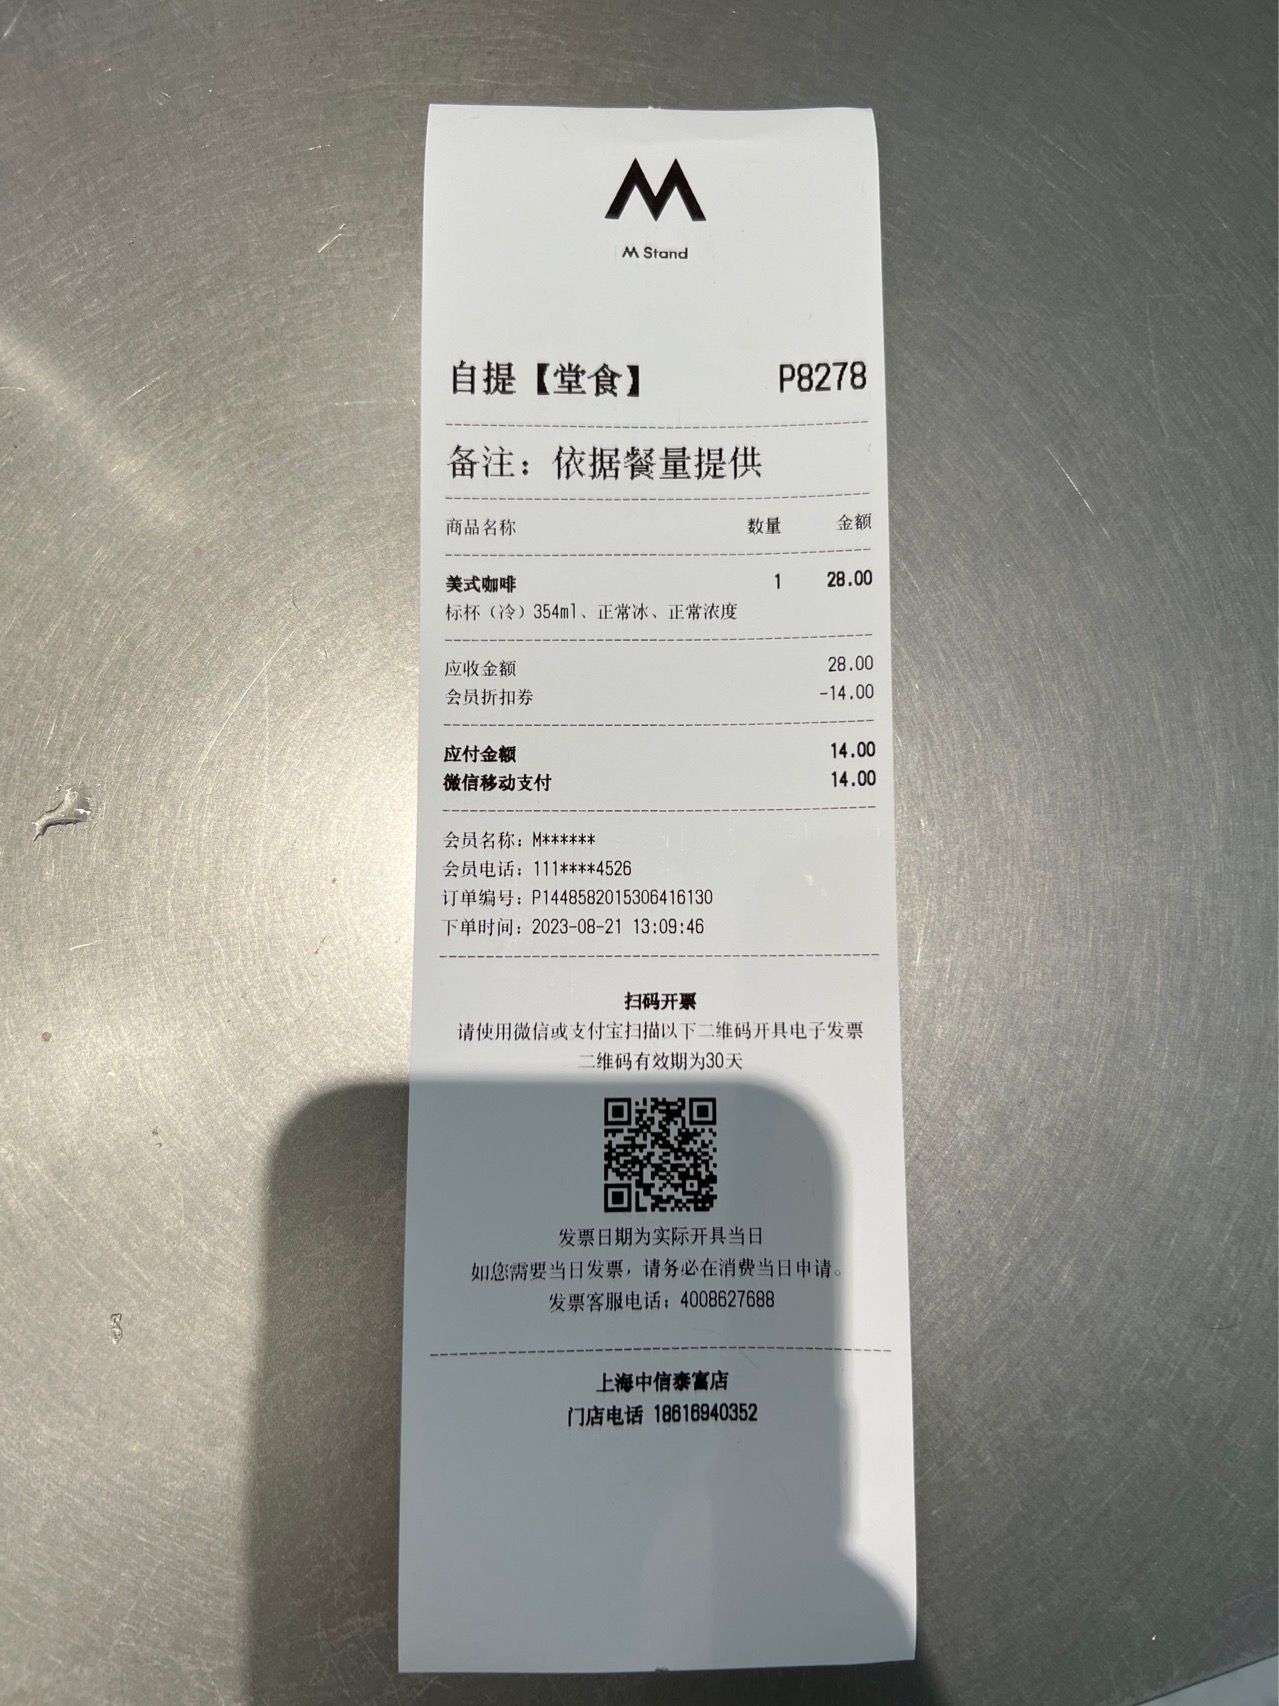 M Stand
自提【堂食】 P8278
备注：依据餐量提供
商品名称 数量 金额
美式咖啡 1 28.00
标杯（冷）354ml、正常冰、正常浓度
应收金额 28.00
会员折扣券 -14.00
应付金额 14.00
微信移动支付 14.00
会员名称：M******
会员电话：111****4526
订单编号：P1448582015306416130
下单时间：2023-08-21 13:09:46
扫码开票
请使用微信或支付宝扫描以下二维码开具电子发票
二维码有效期为30天
发票日期为实际开具当日
如您需要当日发票，请务必在消费当日申请。
发票客服电话：4008627688
上海中信泰富店
门店电话 18616940352